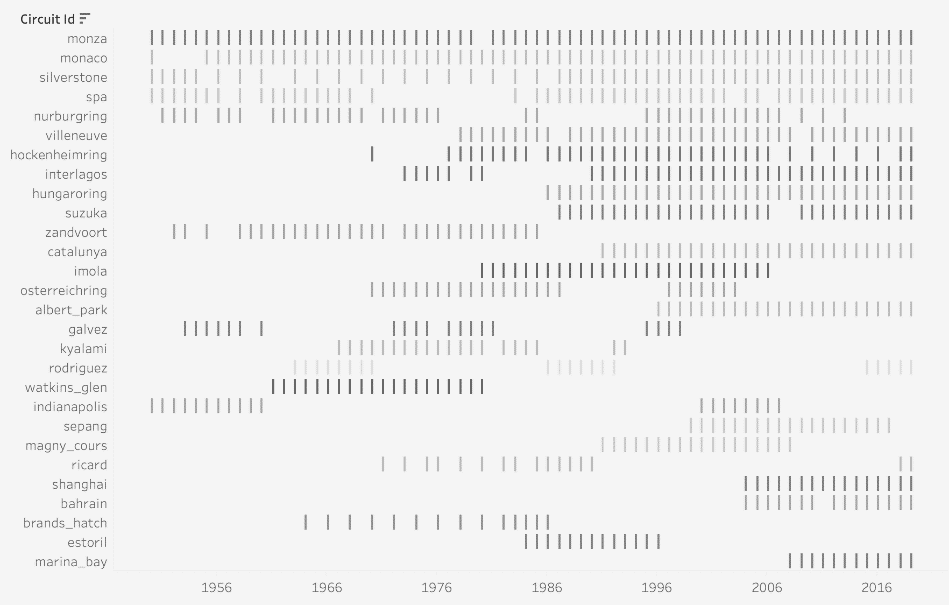 Circuit Id
monza
monaco
silverstone
spa
nurburgring
villeneuve
hockenheimring
interlagos
hungaroring
suzuka
zandvoort
catalunya
imola
osterreichring
albert_park
galvez
kyalami
rodriguez
watkins_glen
indianapolis
sepang
magny_cours
ricard
shanghai
bahrain
brands_hatch
estoril
marina_bay
1956 1966 1976 1986 1996 2006 2016